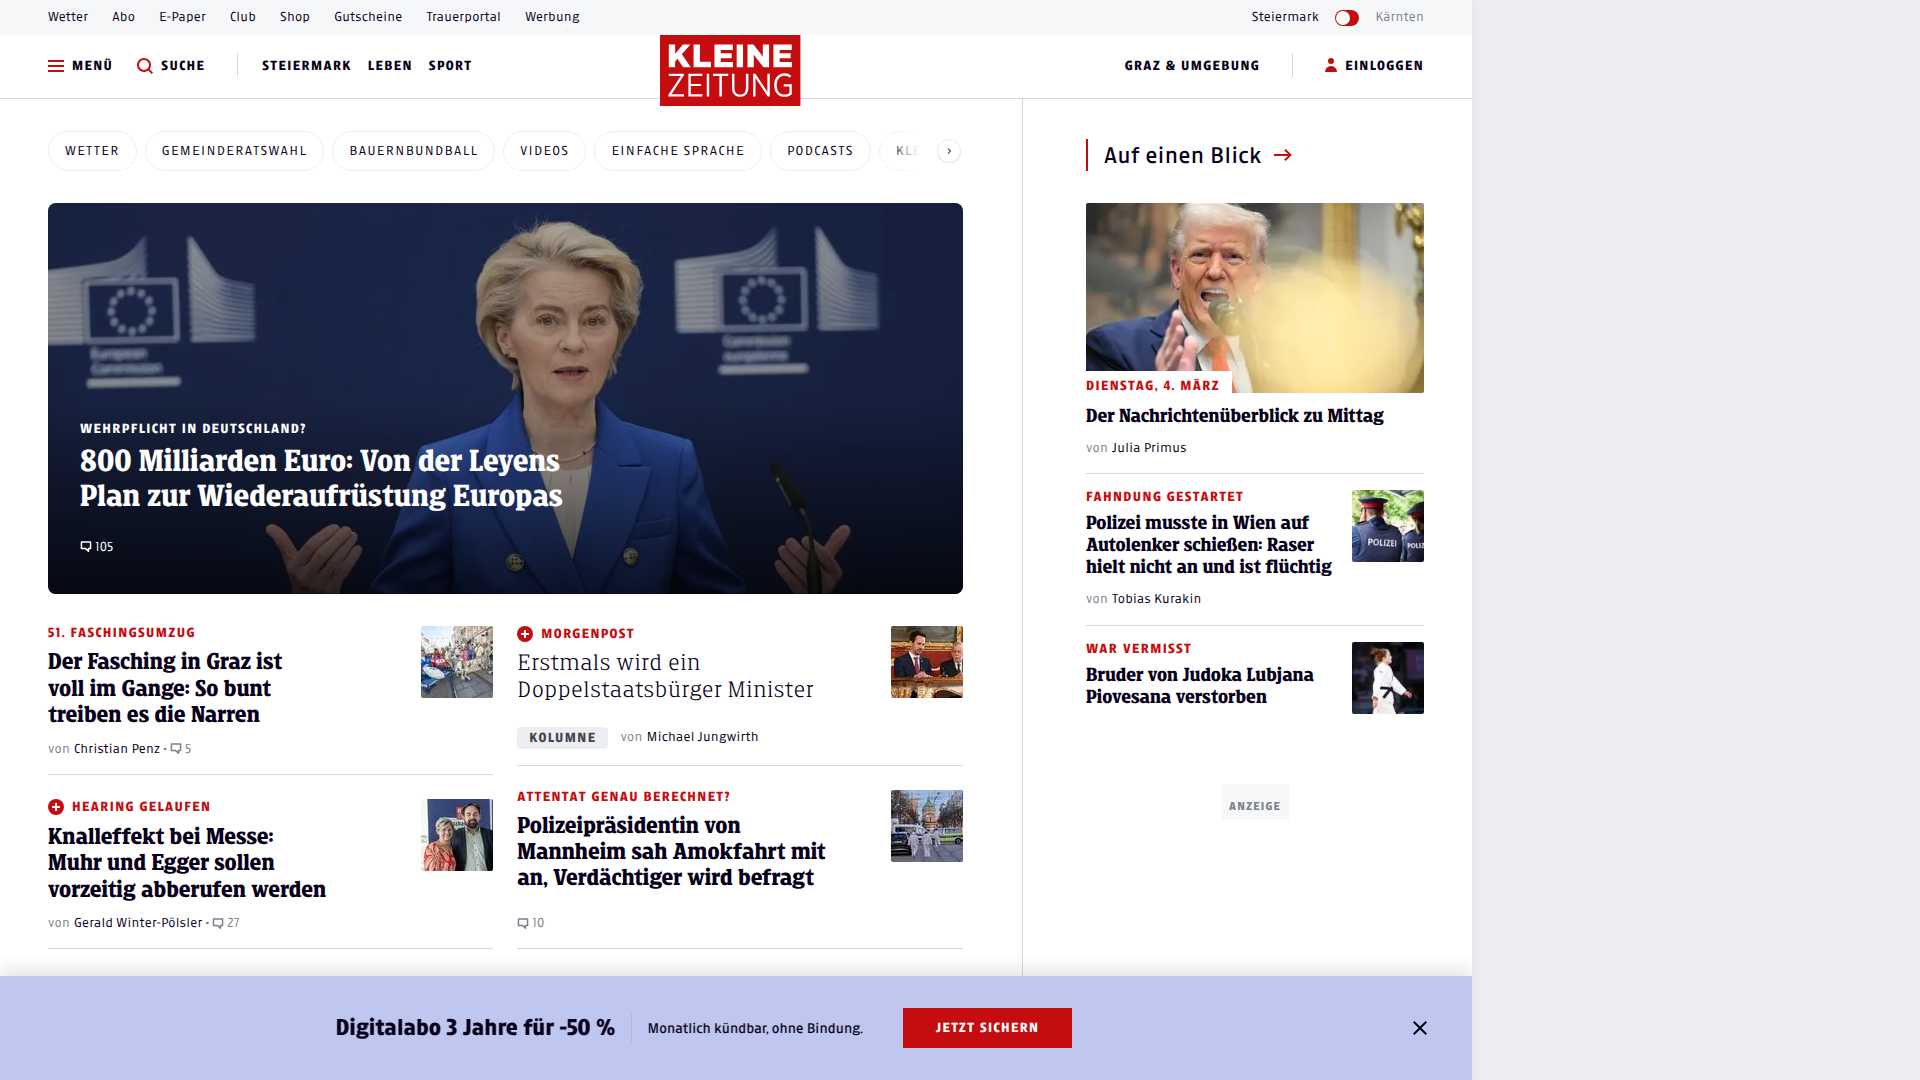 Wetter Abo E-Paper Club Shop Gutscheine Trauerportal Werbung Steiermark Kärnten
MENÜ SUCHE STEIERMARK LEBEN SPORT KLEINE ZEITUNG GRAZ & UMGEBUNG EINLOGGEN
WETTER GEMEINDERATSWAHL BAUERNBUNDBALL VIDEOS EINFACHE SPRACHE PODCASTS
European
Commission
Commission
européenne
WEHRPFLICHT IN DEUTSCHLAND?
800 Milliarden Euro: Von der Leyens
Plan zur Wiederaufrüstung Europas
105
51. FASCHINGSUMZUG
Der Fasching in Graz ist
voll im Gange: So bunt
treiben es die Narren
von Christian Penz · 5
MORGENPOST
Erstmals wird ein
Doppelstaatsbürger Minister
KOLUMNE von Michael Jungwirth
HEARING GELAUFEN
Knalleffekt bei Messe:
Muhr und Egger sollen
vorzeitig abberufen werden
von Gerald Winter-Pölsler · 27
ATTENTAT GENAU BERECHNET?
Polizeipräsidentin von
Mannheim sah Amokfahrt mit
an, Verdächtiger wird befragt
10
Auf einen Blick →
DIENSTAG, 4. MÄRZ
Der Nachrichtenüberblick zu Mittag
von Julia Primus
FAHNDUNG GESTARTET
Polizei musste in Wien auf
Autolenker schießen: Raser
hielt nicht an und ist flüchtig
von Tobias Kurakin
POLIZEI
WAR VERMISST
Bruder von Judoka Lubjana
Piovesana verstorben
ANZEIGE
Digitalabo 3 Jahre für -50 % Monatlich kündbar, ohne Bindung. JETZT SICHERN